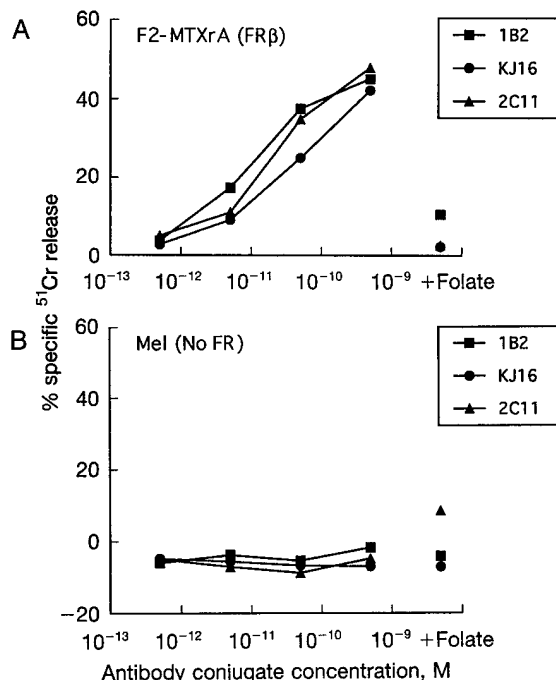 A
F2-MTXrA (FRβ)
1B2
KJ16
2C11
60
40
20
0
10⁻¹³ 10⁻¹² 10⁻¹¹ 10⁻¹⁰ 10⁻⁹ +Folate
% specific ⁵¹Cr release
B
Mel (No FR)
1B2
KJ16
2C11
60
40
20
0
−20
10⁻¹³ 10⁻¹² 10⁻¹¹ 10⁻¹⁰ 10⁻⁹ +Folate
Antibody conjugate concentration, M